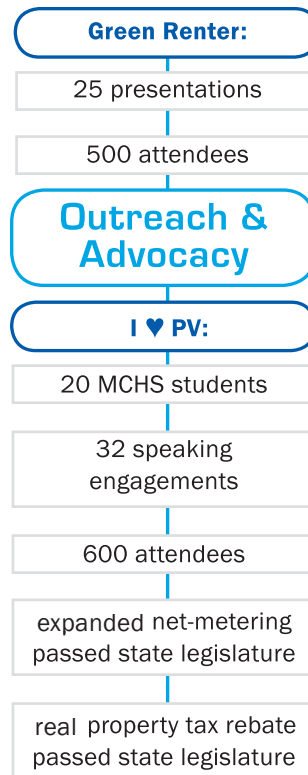 Green Renter:
25 presentations
500 attendees
Outreach &
Advocacy
I ♥ PV:
20 MCHS students
32 speaking
engagements
600 attendees
expanded net-metering
passed state legislature
real property tax rebate
passed state legislature